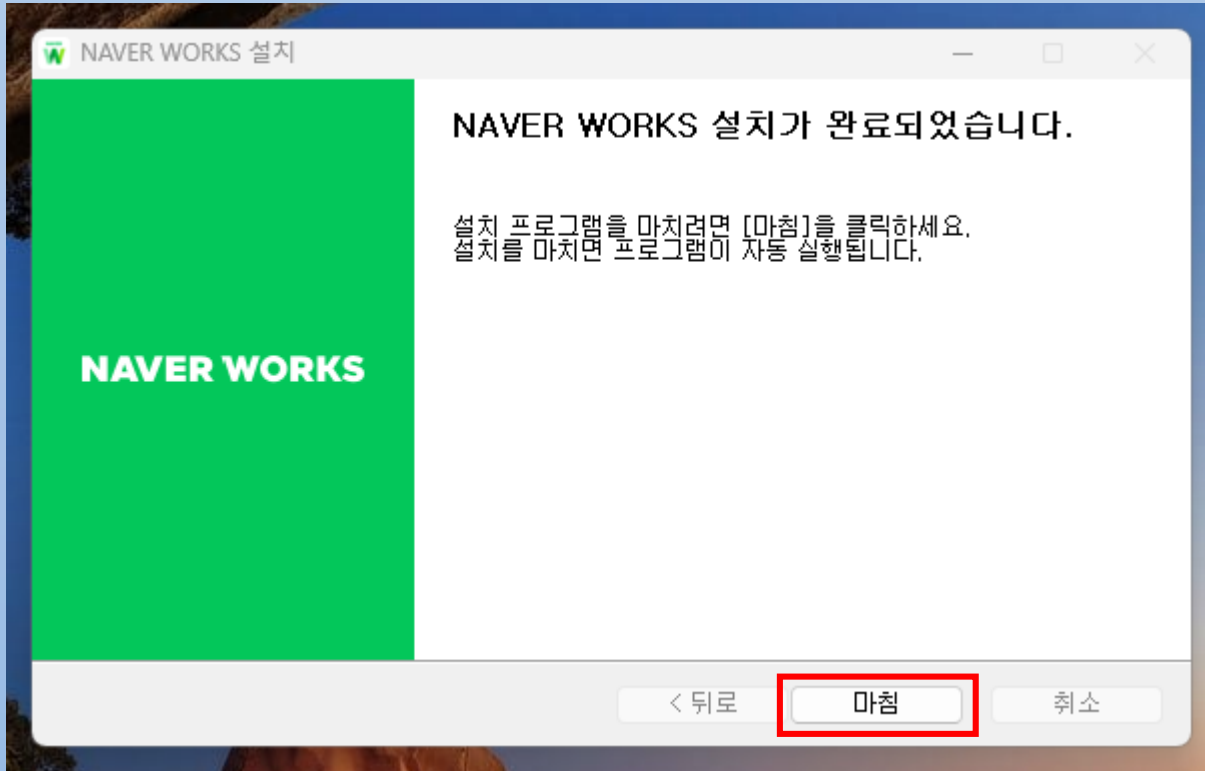 NAVER WORKS 설치
NAVER WORKS 설치가 완료되었습니다.
설치 프로그램을 마치려면 [마침]을 클릭하세요.
설치를 마치면 프로그램이 자동 실행됩니다.
NAVER WORKS
< 뒤로
마침
취소